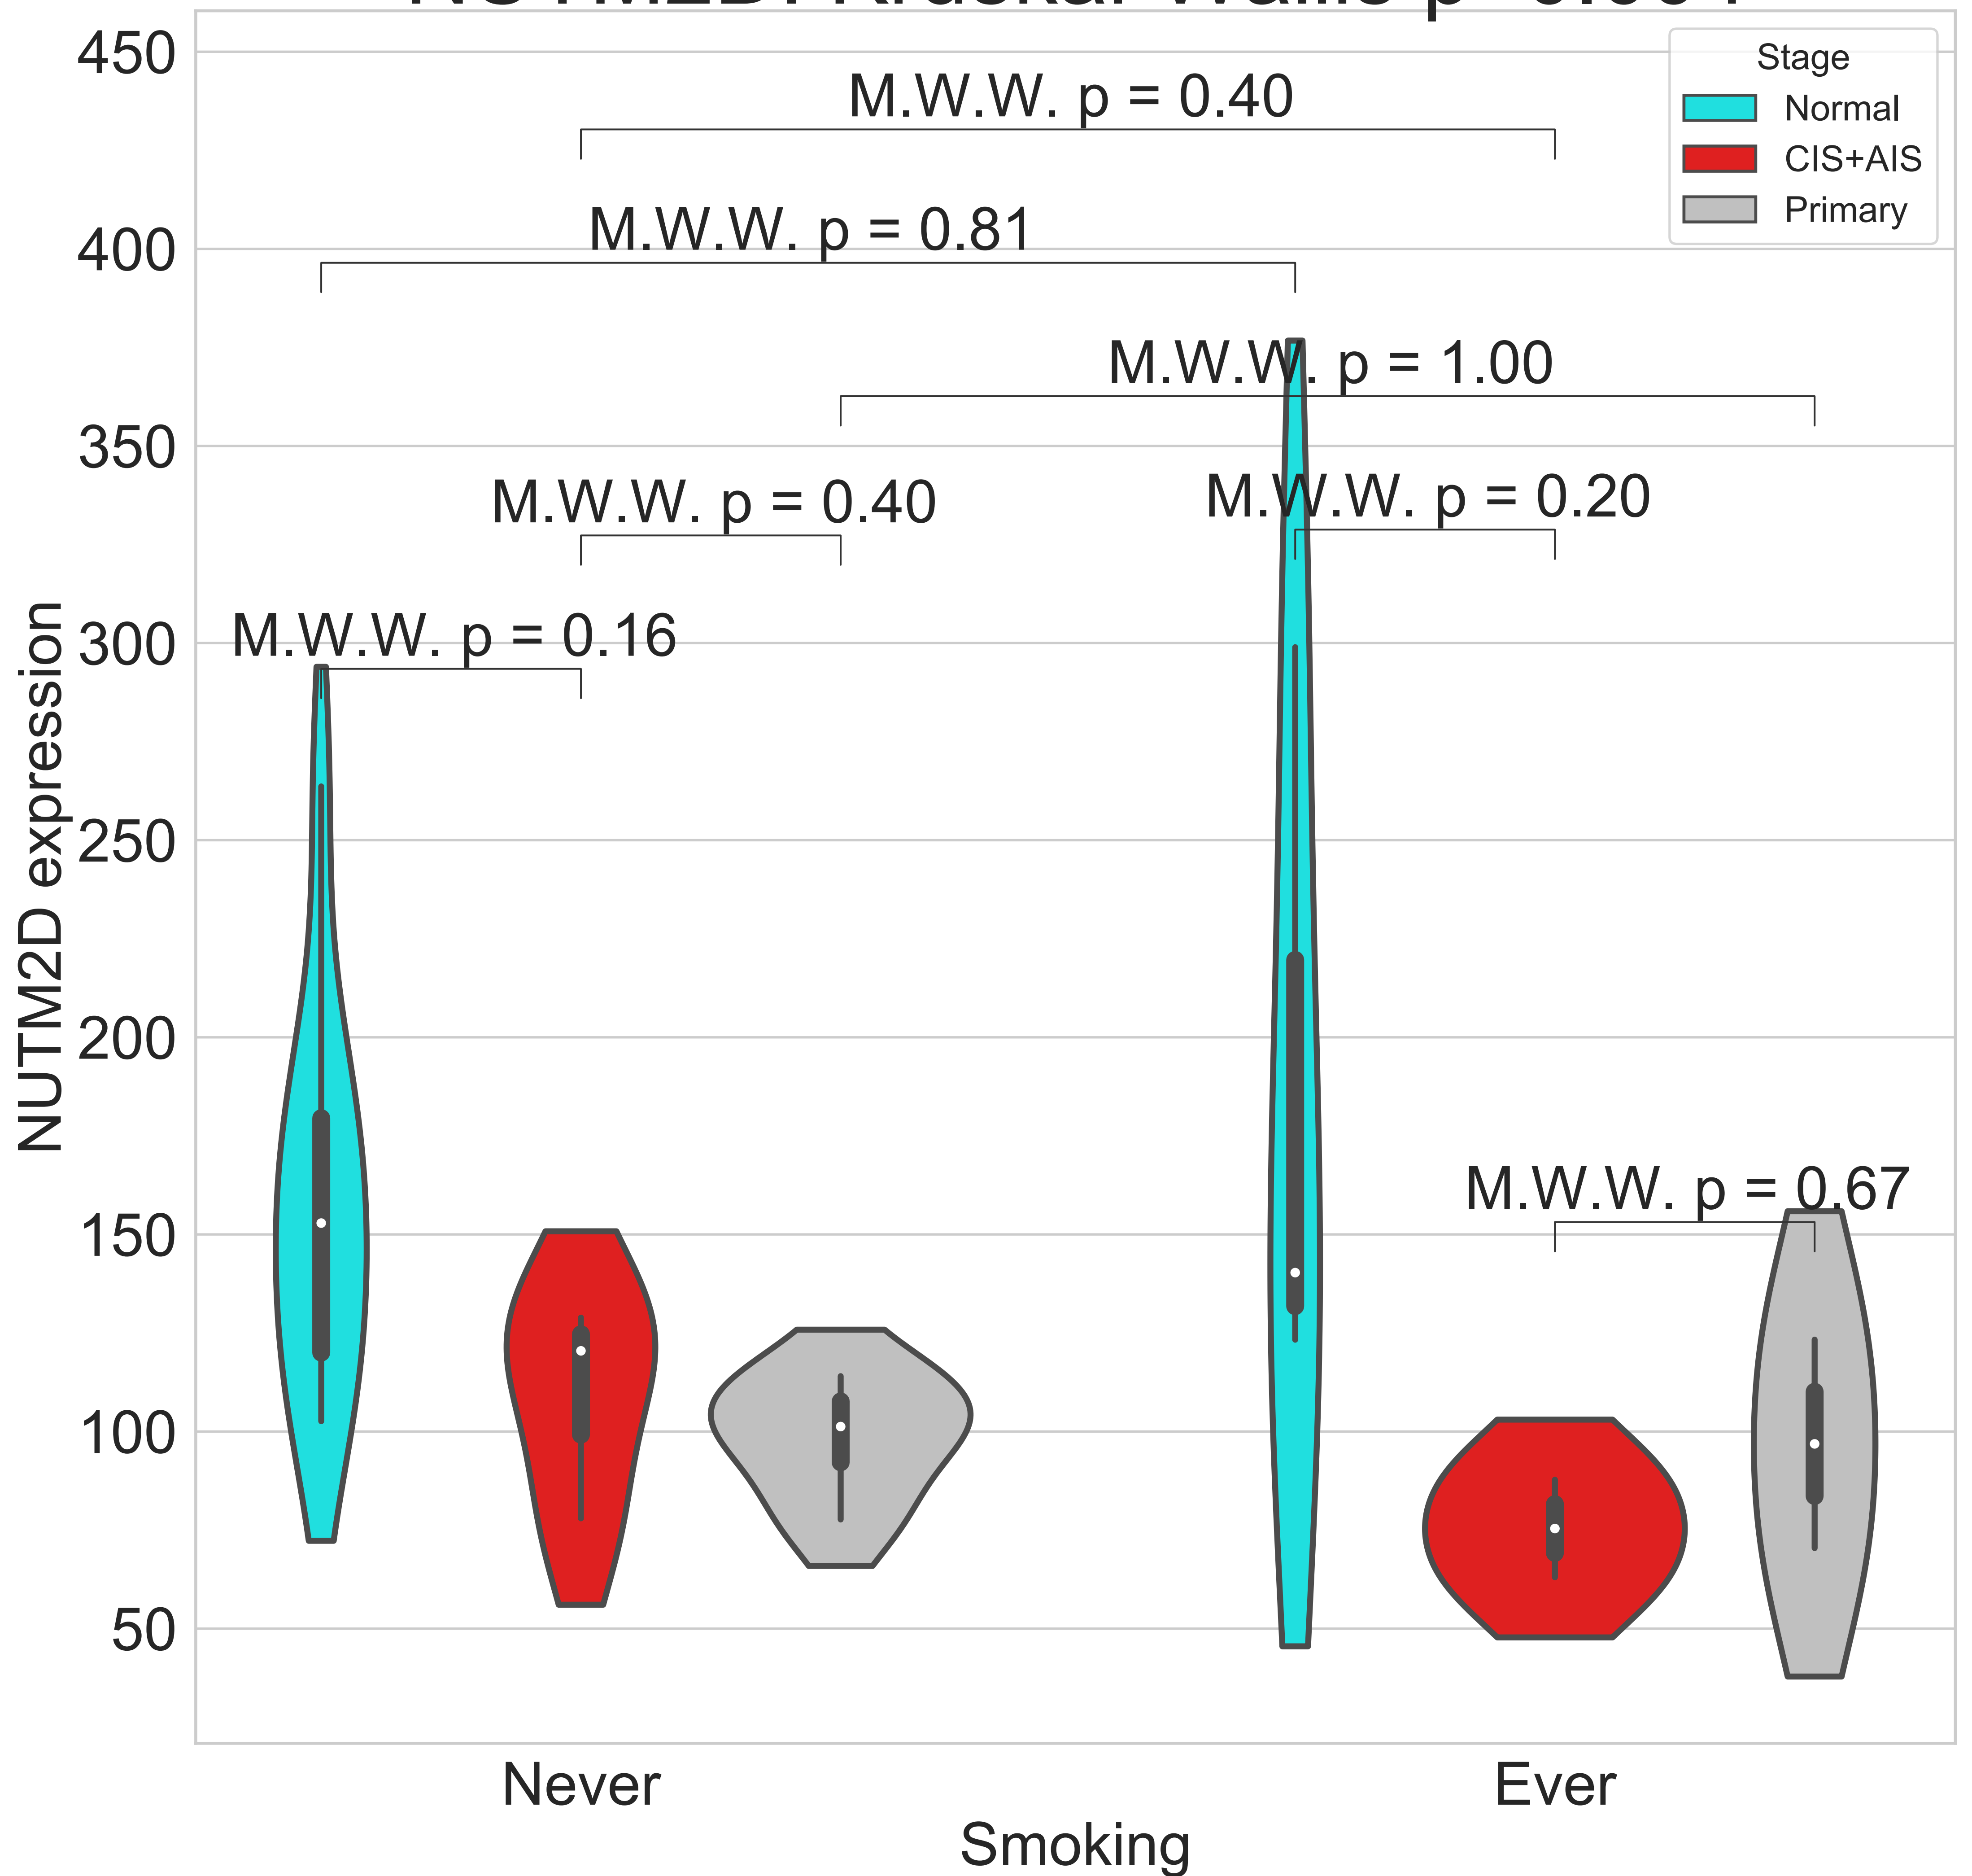 450
400
350
300
250
200
150
100
50
NUTM2D expression
Stage
Normal
CIS+AIS
Primary
M.W.W. p = 0.40
M.W.W. p = 0.81
M.W.W. p = 1.00
M.W.W. p = 0.40
M.W.W. p = 0.20
M.W.W. p = 0.16
M.W.W. p = 0.67
Never
Ever
Smoking